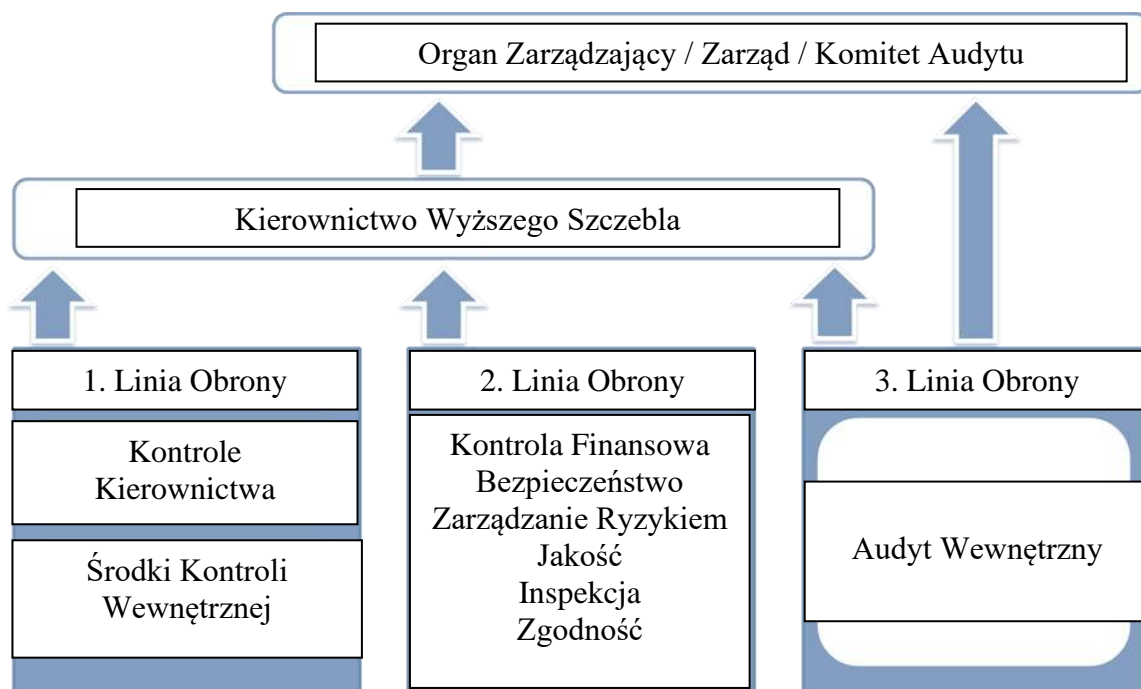 Organ Zarządzający / Zarząd / Komitet Audytu
Kierownictwo Wyższego Szczebla
1. Linia Obrony
Kontrole
Kierownictwa
Środki Kontroli
Wewnętrznej
2. Linia Obrony
Kontrola Finansowa
Bezpieczeństwo
Zarządzanie Ryzykiem
Jakość
Inspekcja
Zgodność
3. Linia Obrony
Audyt Wewnętrzny